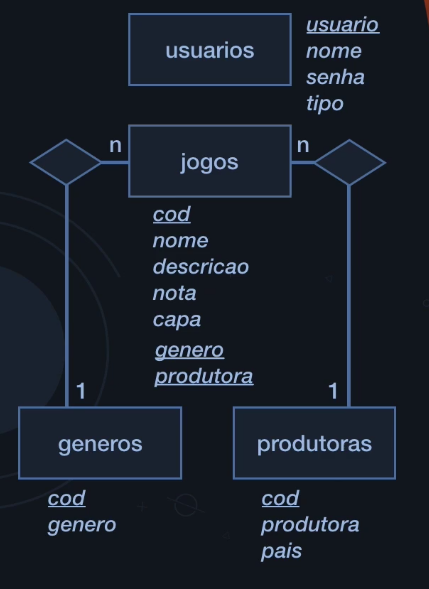 usuarios
usuario
nome
senha
tipo
n
jogos
n
cod
nome
descricao
nota
capa
genero
produtora
1
1
generos
produtoras
cod
genero
cod
produtora
pais